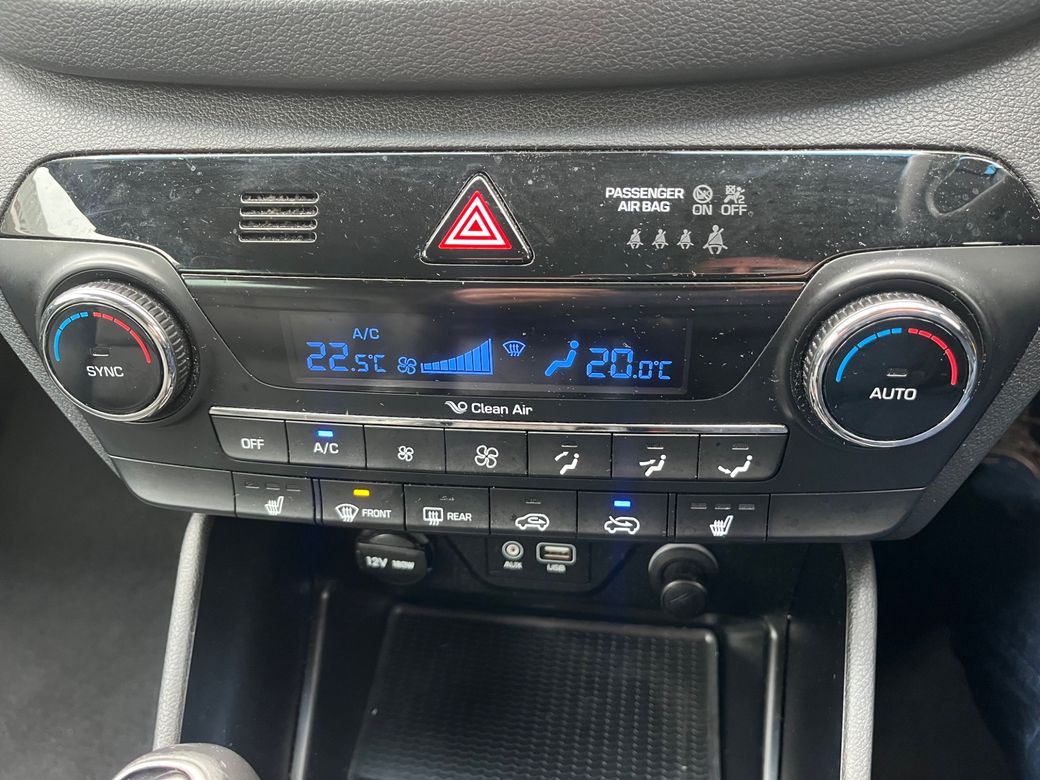 PASSENGER
AIR BAG ON OFF
2
A/C
22.5°C 20.0°C
SYNC
AUTO
Clean Air
OFF A/C
FRONT REAR
12V 180W AUX USB